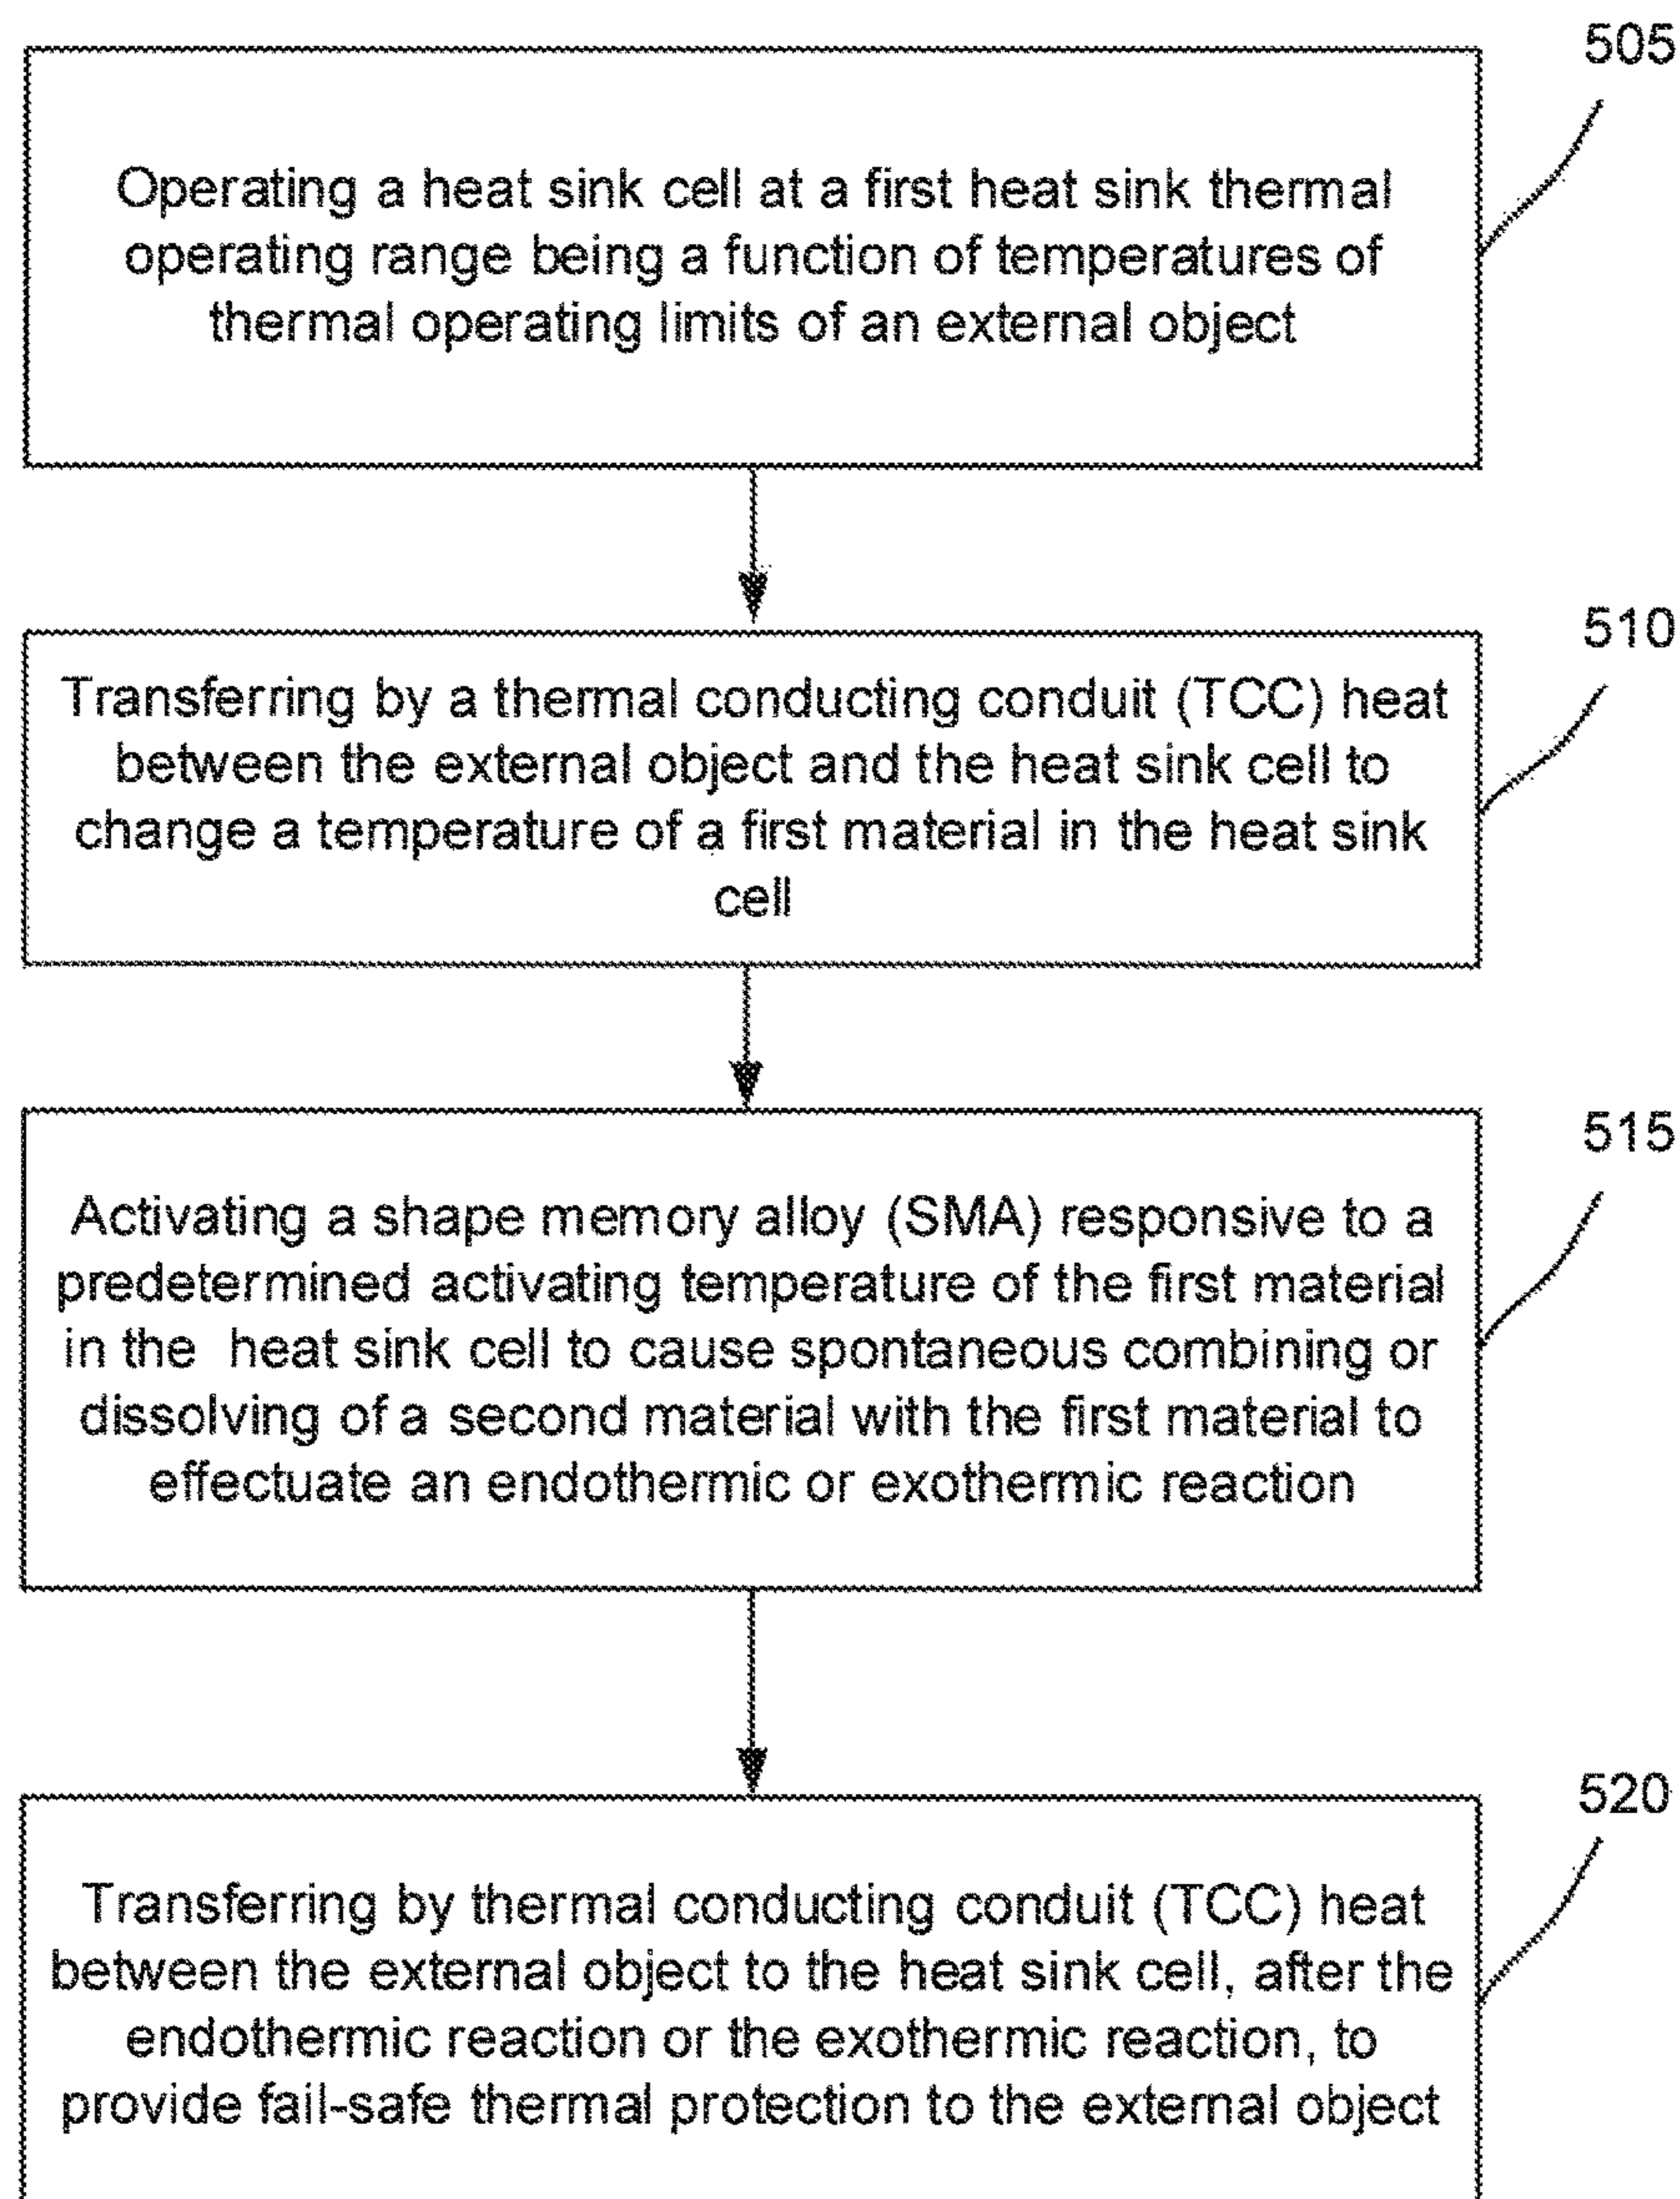 505
Operating a heat sink cell at a first heat sink thermal
operating range being a function of temperatures of
thermal operating limits of an external object
510
Transferring by a thermal conducting conduit (TCC) heat
between the external object and the heat sink cell to
change a temperature of a first material in the heat sink
cell
515
Activating a shape memory alloy (SMA) responsive to a
predetermined activating temperature of the first material
in the heat sink cell to cause spontaneous combining or
dissolving of a second material with the first material to
effectuate an endothermic or exothermic reaction
520
Transferring by thermal conducting conduit (TCC) heat
between the external object to the heat sink cell, after the
endothermic reaction or the exothermic reaction, to
provide fail-safe thermal protection to the external object